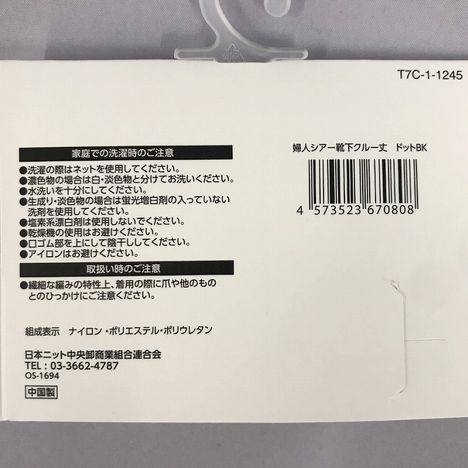 T7C-1-1245
家庭での洗濯時のご注意
●洗濯の際はネットを使用してください。
●濃色物の場合は白・淡色物と分けてお洗いください。
●水洗いを十分にしてください。
●生成り・淡色物の場合は蛍光増白剤の入っていない
洗剤を使用してください。
●塩素系漂白剤は使用しないでください。
●乾燥機の使用はお避けください。
●口ゴム部を上にして陰干ししてください。
●アイロンはお避けください。
取扱い時のご注意
●繊細な編みの特性上、着用の際に爪や他のもの
とのひっかけにご注意ください。
組成表示 ナイロン・ポリエステル・ポリウレタン
日本ニット中央卸商業組合連合会
TEL : 03-3662-4787
OS-1694
中国製
婦人シアー靴下クルー丈 ドットBK
4 573523 670808